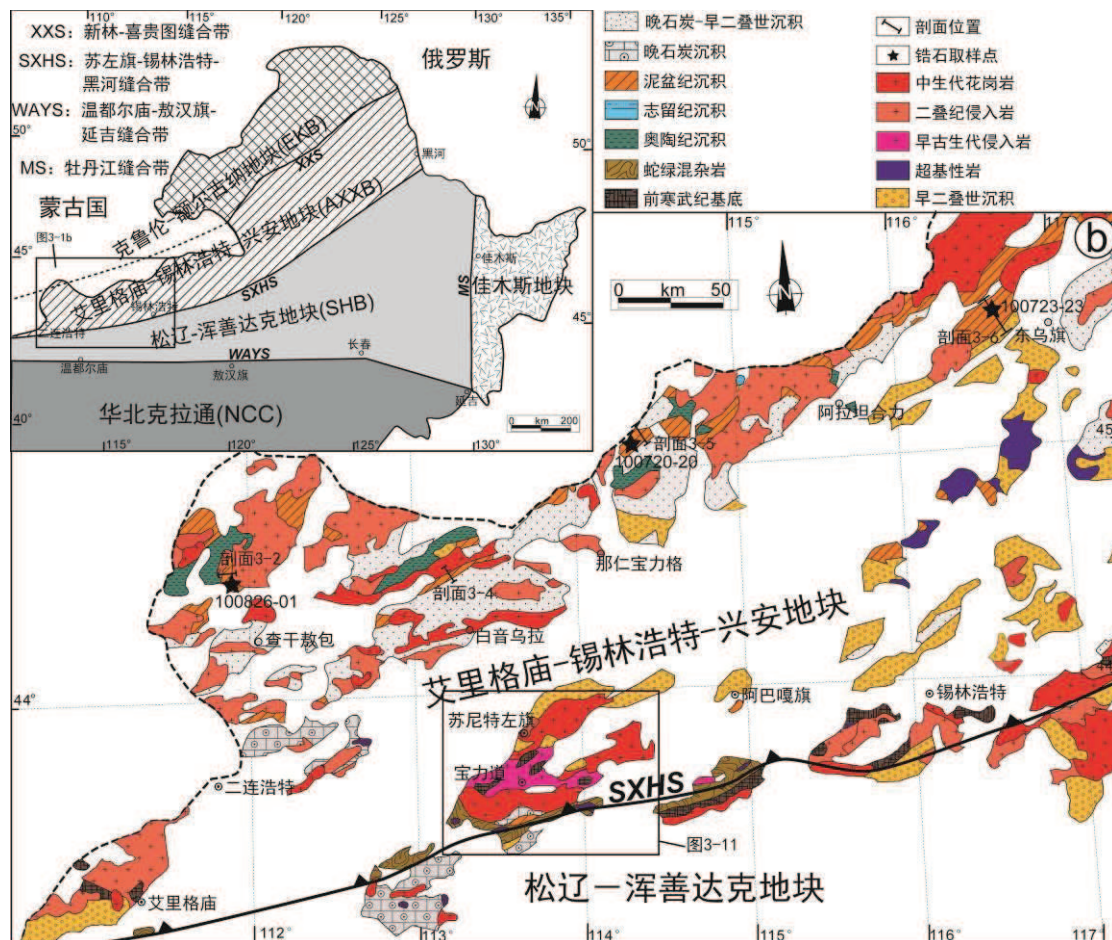 XXS：新林-喜贵图缝合带
SXHS：苏左旗-锡林浩特-
黑河缝合带
WAYS：温都尔庙-敖汉旗-
延吉缝合带
MS：牡丹江缝合带
110° 115° 120° 125° 130° 135°
俄罗斯
N
50°
50°
黑河
克鲁伦-额尔古纳地块(EKB)
XXS
蒙古国
图3-1b
45°
艾里格庙-锡林浩特-兴安地块(AXXB)
锡林浩特
二连浩特
SXHS
松辽-浑善达克地块(SHB)
MS
佳木斯
佳木斯地块
45°
温都尔庙
WAYS
敖汉旗
长春
延吉
华北克拉通(NCC)
40°
0 km 200
115° 120° 125° 130°
晚石炭-早二叠世沉积
晚石炭沉积
泥盆纪沉积
志留纪沉积
奥陶纪沉积
蛇绿混杂岩
前寒武纪基底
剖面位置
锆石取样点
中生代花岗岩
二叠纪侵入岩
早古生代侵入岩
超基性岩
早二叠世沉积
115° 116° 117°
b
N
0 km 50
100723-23
剖面3-6
东乌旗
阿拉坦合力
45
剖面3-5
100720-20
那仁宝力格
剖面3-2
100826-01
剖面3-4
查干敖包
白音乌拉
艾里格庙-锡林浩特-兴安地块
44°
阿巴嘎旗
锡林浩特
苏尼特左旗
宝力道
二连浩特
SXHS
图3-11
松辽－浑善达克地块
艾里格庙
112° 113° 114° 115° 116° 117°